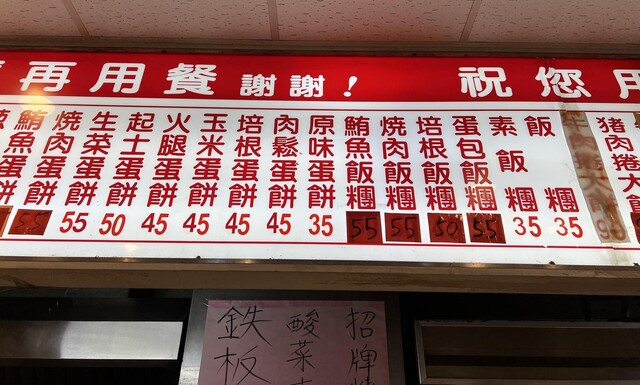 再用餐 謝謝！
祝您用
豬肉捲大
飯糰 35
素飯糰 35
蛋包飯糰 55
培根飯糰 50
燒肉飯糰 55
鮪魚飯糰 55
原味蛋餅 35
肉鬆蛋餅 45
培根蛋餅 45
玉米蛋餅 45
火腿蛋餅 45
起士蛋餅 45
生菜蛋餅 50
燒肉蛋餅 55
鮪魚蛋餅 55
招牌
酸菜
鉄板